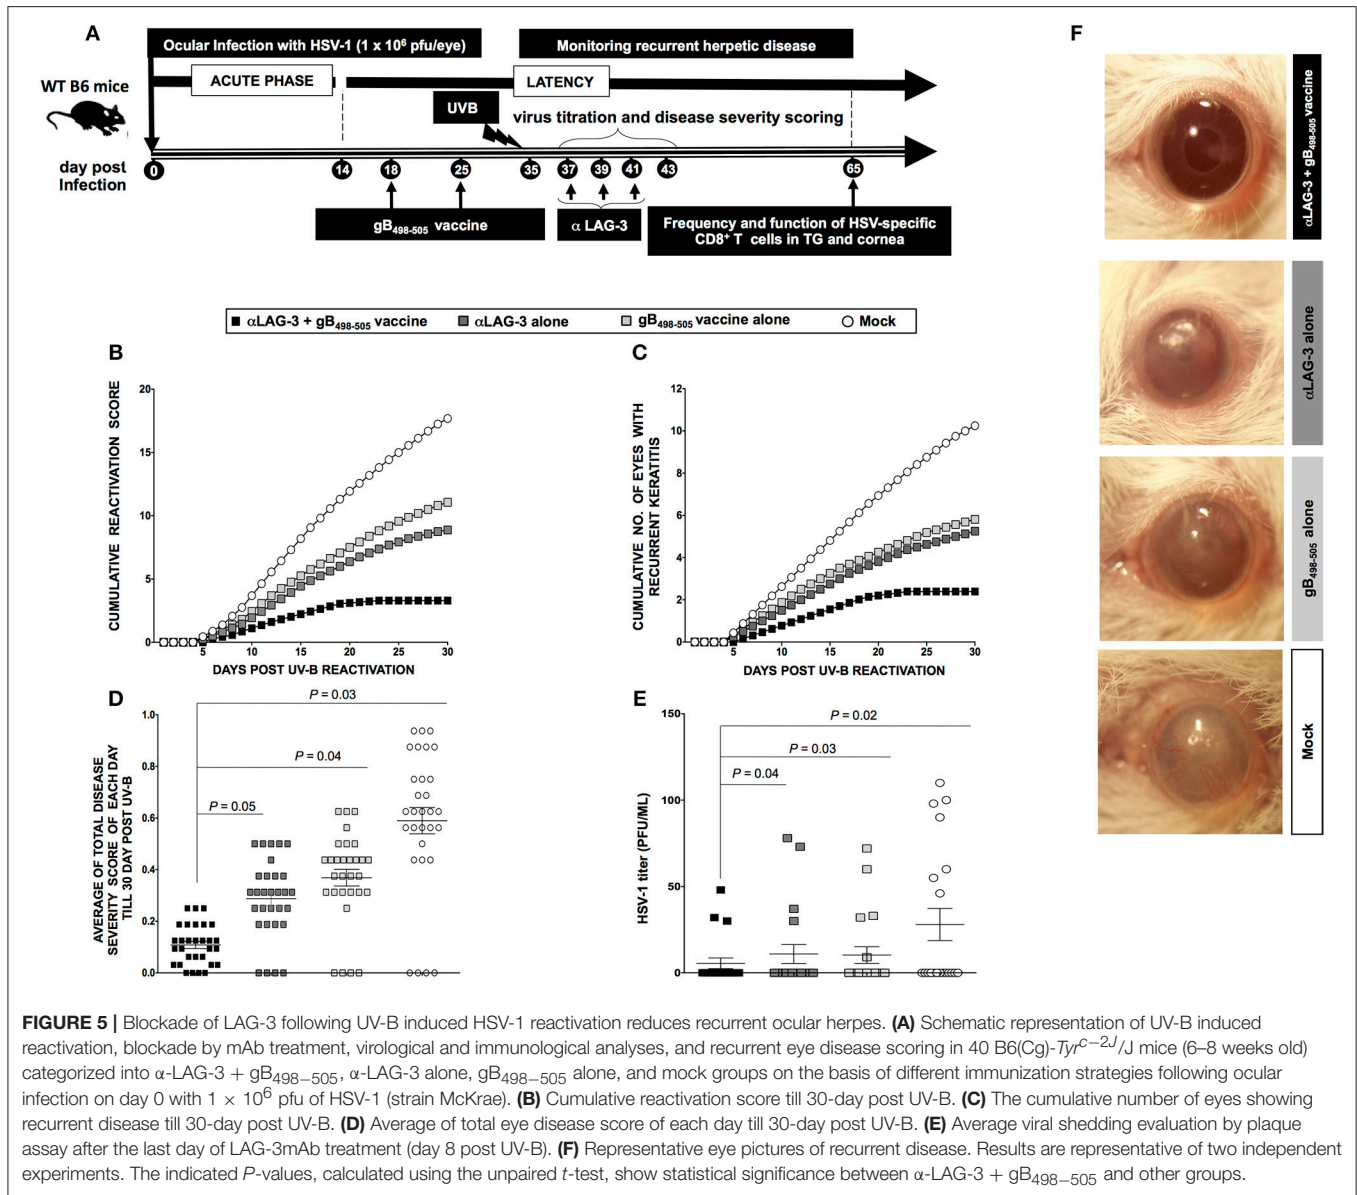 A
Ocular Infection with HSV-1 (1 x 10⁶ pfu/eye)
Monitoring recurrent herpetic disease
WT B6 mice
ACUTE PHASE
LATENCY
UVB
virus titration and disease severity scoring
day post
Infection
0
14
18
25
35
37
39
41
43
65
gB498-505 vaccine
α LAG-3
Frequency and function of HSV-specific
CD8⁺ T cells in TG and cornea
F
αLAG-3 + gB498-505 vaccine
αLAG-3 alone
gB498-505 alone
Mock
αLAG-3 + gB498-505 vaccine
αLAG-3 alone
gB498-505 vaccine alone
Mock
B
CUMULATIVE REACTIVATION SCORE
20
15
10
5
0
5
10
15
20
25
30
DAYS POST UV-B REACTIVATION
C
CUMULATIVE NO. OF EYES WITH
RECURRENT KERATITIS
12
10
8
6
4
2
0
5
10
15
20
25
30
DAYS POST UV-B REACTIVATION
D
AVERAGE OF TOTAL DISEASE
SEVERITY SCORE OF EACH DAY
TILL 30 DAY POST UV-B
1.0
0.8
0.6
0.4
0.2
0.0
P = 0.03
P = 0.04
P = 0.05
E
HSV-1 titer (PFU/ML)
150
100
50
0
P = 0.02
P = 0.03
P = 0.04
FIGURE 5 | Blockade of LAG-3 following UV-B induced HSV-1 reactivation reduces recurrent ocular herpes. (A) Schematic representation of UV-B induced
reactivation, blockade by mAb treatment, virological and immunological analyses, and recurrent eye disease scoring in 40 B6(Cg)-Tyrc−2J/J mice (6–8 weeks old)
categorized into α-LAG-3 + gB498−505, α-LAG-3 alone, gB498−505 alone, and mock groups on the basis of different immunization strategies following ocular
infection on day 0 with 1 × 10⁶ pfu of HSV-1 (strain McKrae). (B) Cumulative reactivation score till 30-day post UV-B. (C) The cumulative number of eyes showing
recurrent disease till 30-day post UV-B. (D) Average of total eye disease score of each day till 30-day post UV-B. (E) Average viral shedding evaluation by plaque
assay after the last day of LAG-3mAb treatment (day 8 post UV-B). (F) Representative eye pictures of recurrent disease. Results are representative of two independent
experiments. The indicated P-values, calculated using the unpaired t-test, show statistical significance between α-LAG-3 + gB498−505 and other groups.